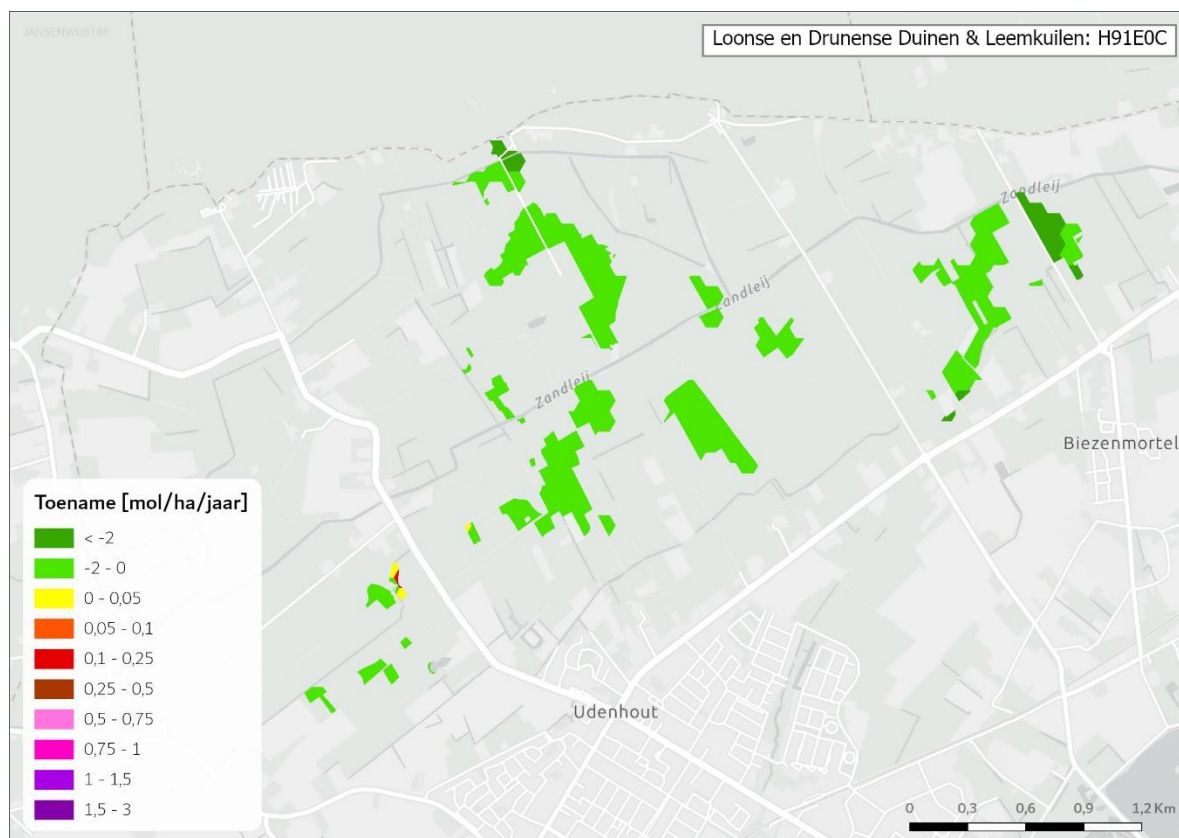 JANSENWD8186
Loonse en Drunense Duinen & Leemkuilen: H91E0C
Zandleij
Zandleij
Zandleij
Biezenmortel
Udenhout
Toename [mol/ha/jaar]
< -2
-2 - 0
0 - 0,05
0,05 - 0,1
0,1 - 0,25
0,25 - 0,5
0,5 - 0,75
0,75 - 1
1 - 1,5
1,5 - 3
0 0,3 0,6 0,9 1,2 Km